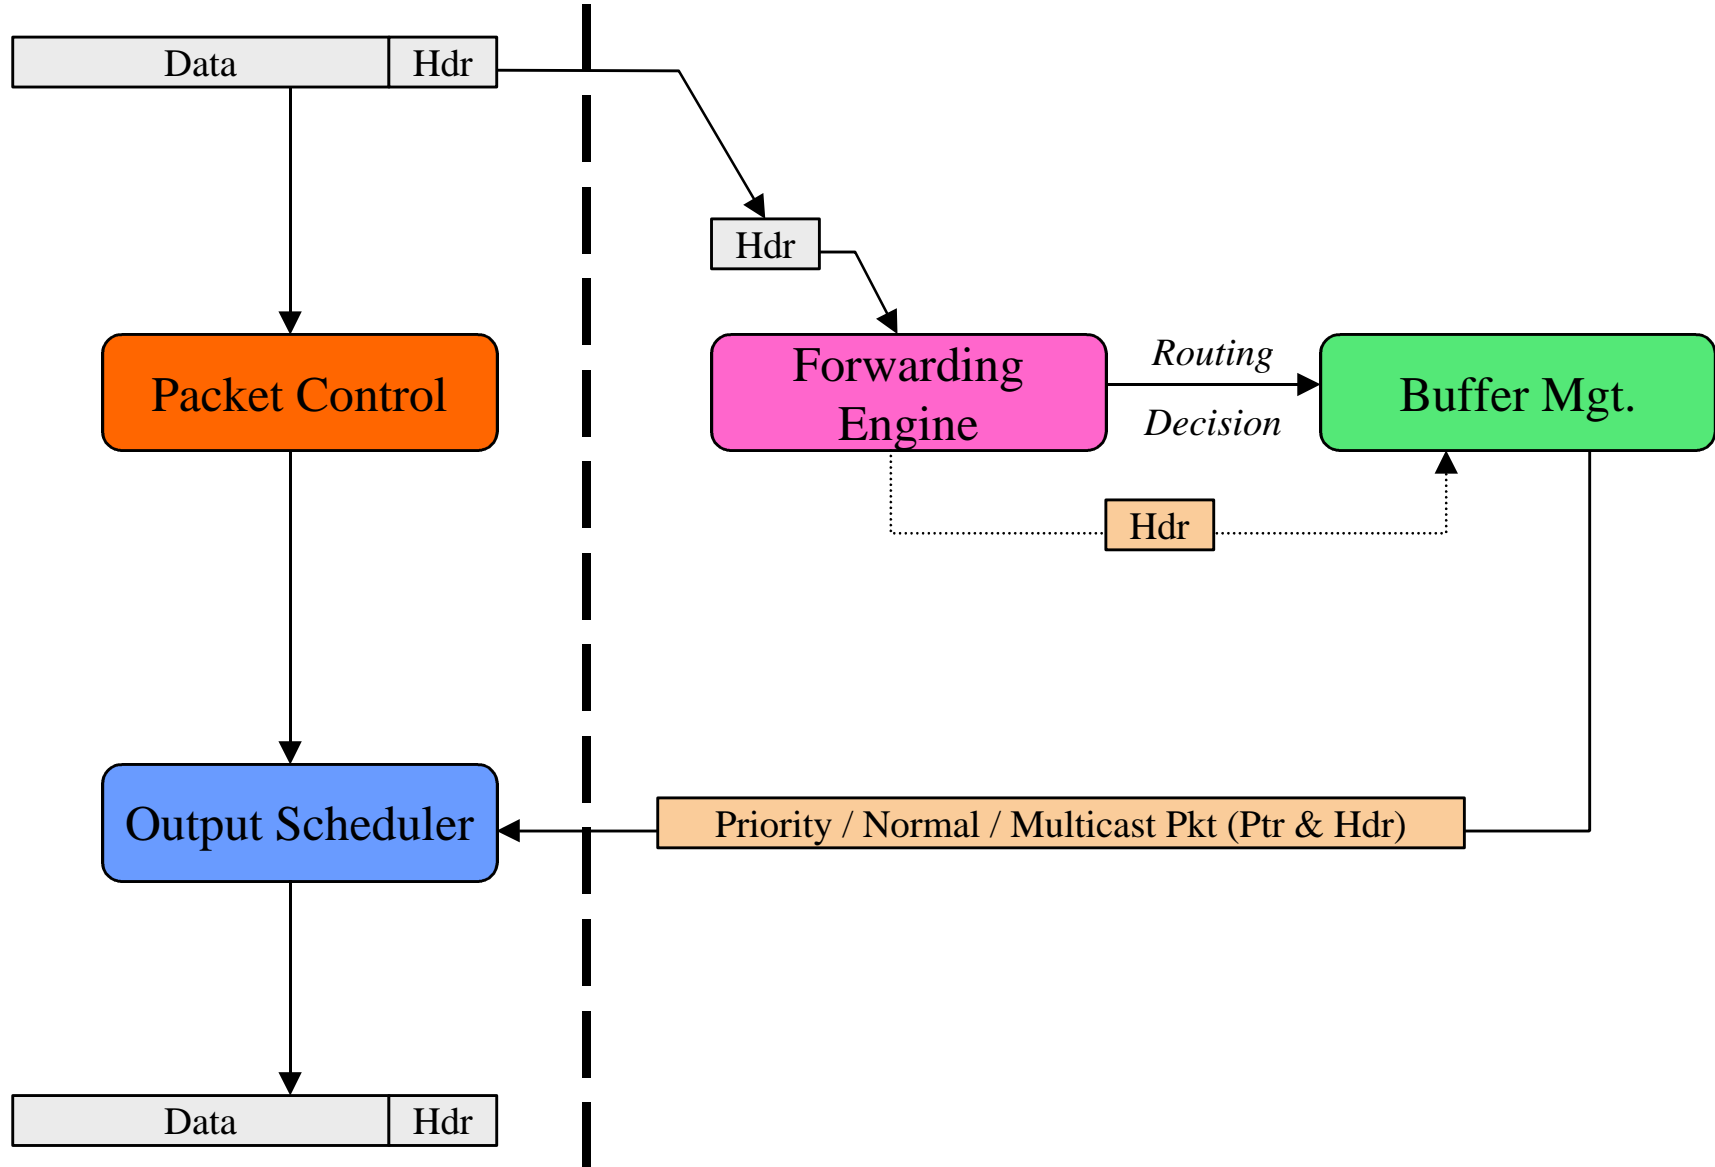 Data Hdr
Hdr
Packet Control
Forwarding
Engine
Routing
Decision
Buffer Mgt.
Hdr
Output Scheduler
Priority / Normal / Multicast Pkt (Ptr & Hdr)
Data Hdr